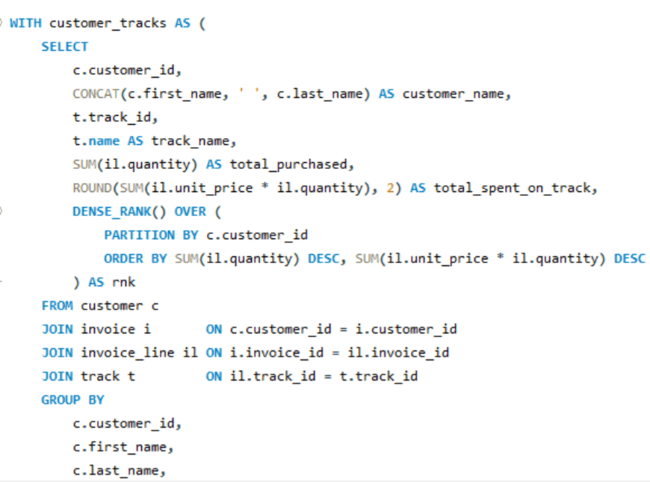 WITH customer_tracks AS (
    SELECT
        c.customer_id,
        CONCAT(c.first_name, ' ', c.last_name) AS customer_name,
        t.track_id,
        t.name AS track_name,
        SUM(il.quantity) AS total_purchased,
        ROUND(SUM(il.unit_price * il.quantity), 2) AS total_spent_on_track,
        DENSE_RANK() OVER (
            PARTITION BY c.customer_id
            ORDER BY SUM(il.quantity) DESC, SUM(il.unit_price * il.quantity) DESC
        ) AS rnk
    FROM customer c
    JOIN invoice i       ON c.customer_id = i.customer_id
    JOIN invoice_line il ON i.invoice_id = il.invoice_id
    JOIN track t         ON il.track_id = t.track_id
    GROUP BY
        c.customer_id,
        c.first_name,
        c.last_name,